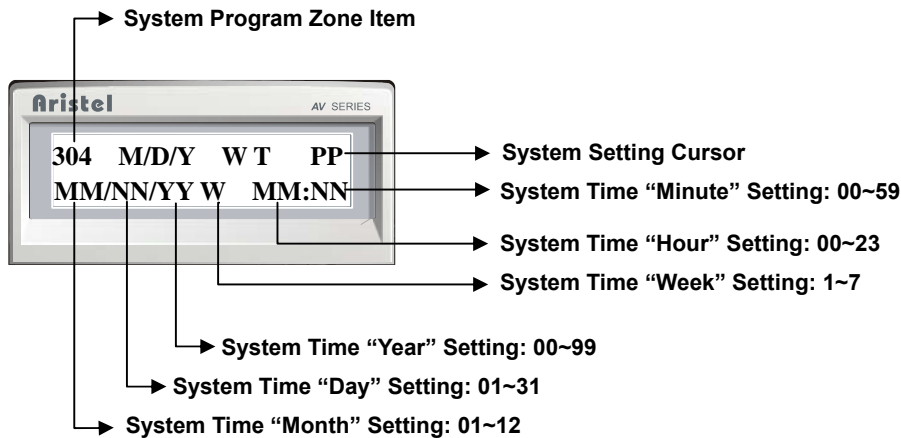 System Program Zone Item
Aristel
AV SERIES
304 M/D/Y W T PP
System Setting Cursor
MM/NN/YY W MM:NN
System Time “Minute” Setting: 00~59
System Time “Hour” Setting: 00~23
System Time “Week” Setting: 1~7
System Time “Year” Setting: 00~99
System Time “Day” Setting: 01~31
System Time “Month” Setting: 01~12